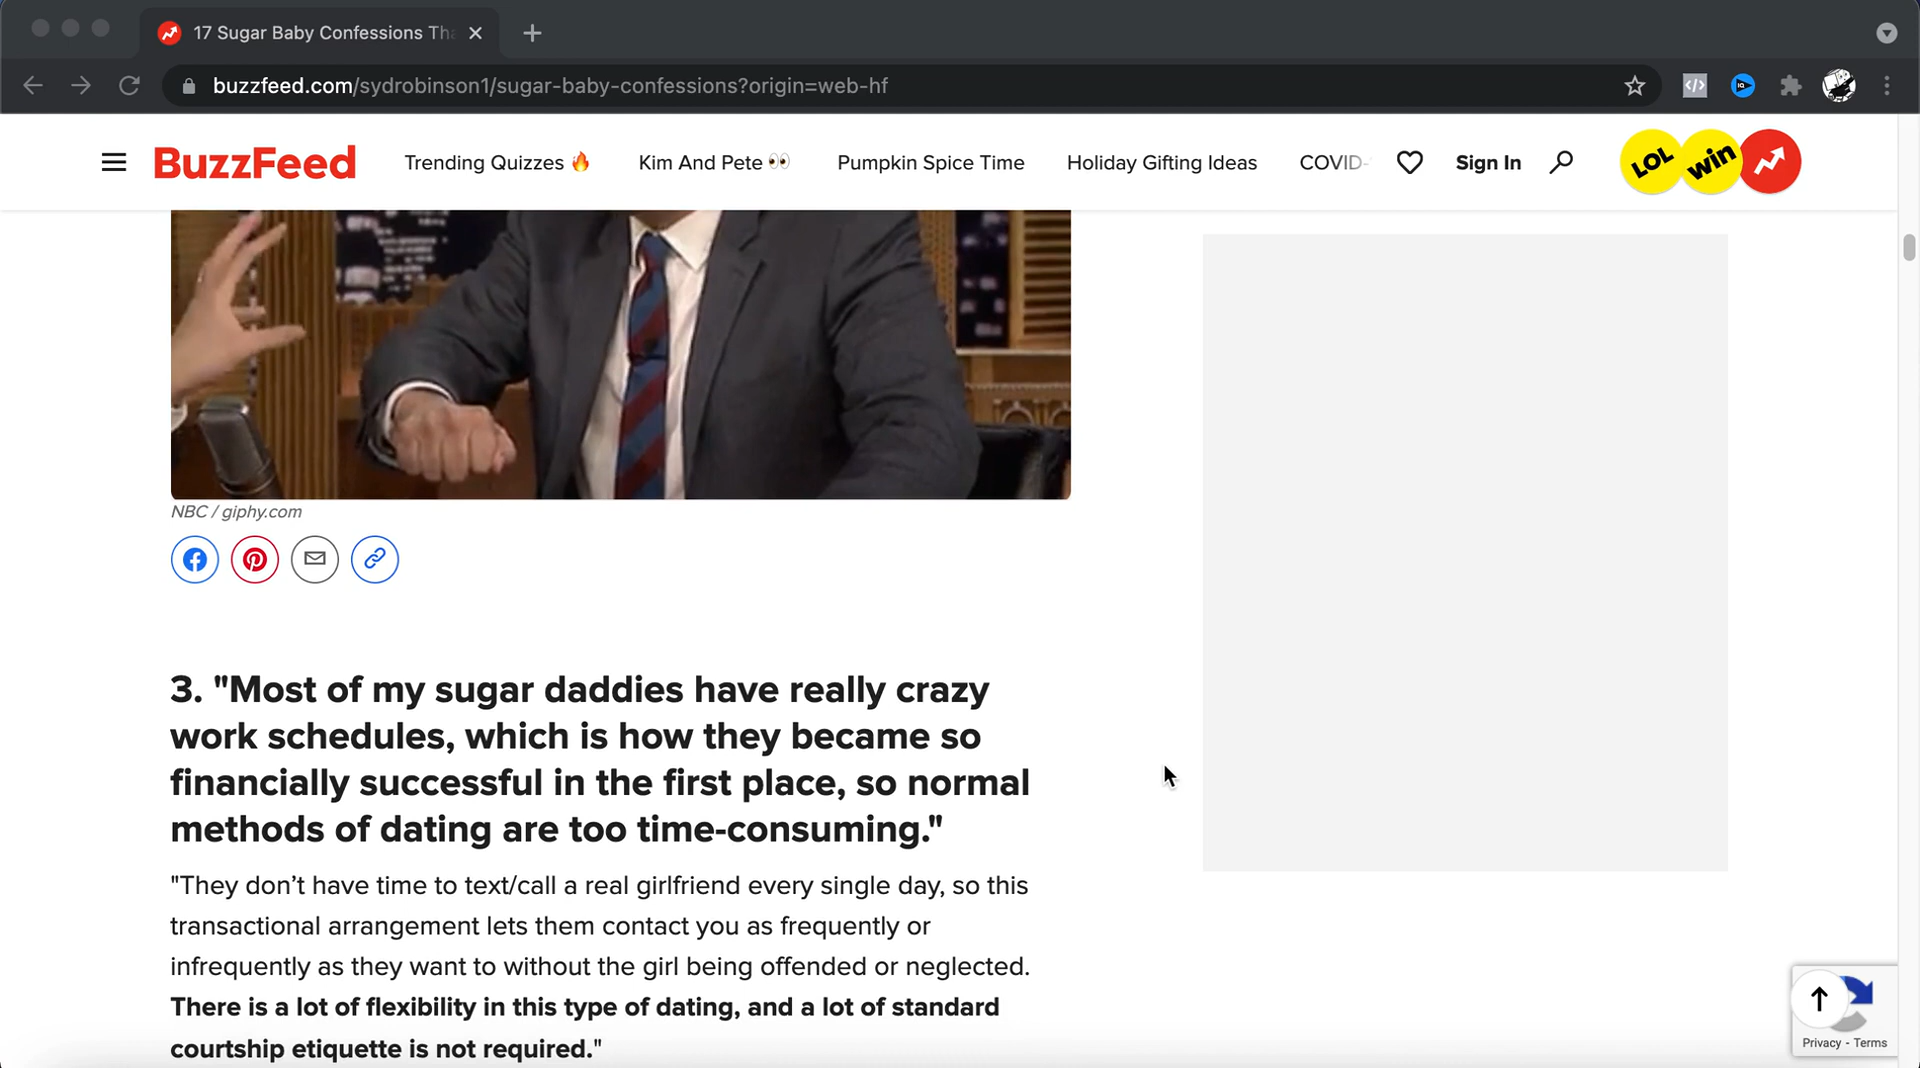 17 Sugar Baby Confessions Tha
buzzfeed.com/sydrobinson1/sugar-baby-confessions?origin=web-hf
BuzzFeed
Trending Quizzes 🔥
Kim And Pete 👀
Pumpkin Spice Time
Holiday Gifting Ideas
COVID-
Sign In
LOL
win
NBC / giphy.com
3. "Most of my sugar daddies have really crazy
work schedules, which is how they became so
financially successful in the first place, so normal
methods of dating are too time-consuming."
"They don’t have time to text/call a real girlfriend every single day, so this
transactional arrangement lets them contact you as frequently or
infrequently as they want to without the girl being offended or neglected.
There is a lot of flexibility in this type of dating, and a lot of standard
courtship etiquette is not required."
Privacy - Terms